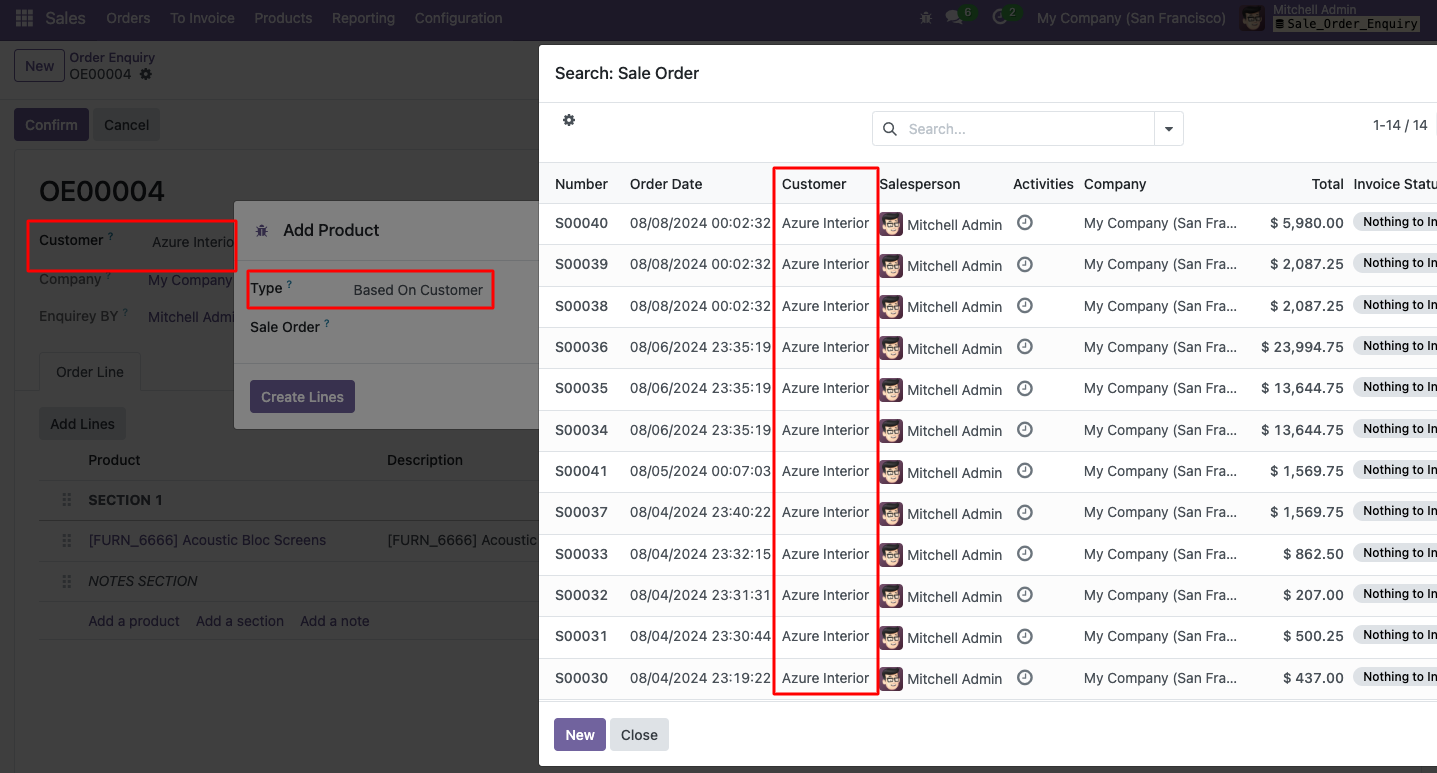 Sales Orders To Invoice Products Reporting Configuration 6 2 My Company (San Francisco) Mitchell Admin
Sale_Order_Enquiry
New Order Enquiry
OE00004
Confirm Cancel
OE00004
Customer ? Azure Interio
Company ? My Company
Enquirey BY ? Mitchell Admi
Order Line
Add Lines
Product Description
SECTION 1
[FURN_6666] Acoustic Bloc Screens [FURN_6666] Acoustic
NOTES SECTION
Add a product Add a section Add a note
Add Product
Type ? Based On Customer
Sale Order ?
Create Lines
Search: Sale Order
Search... 1-14 / 14
Number Order Date Customer Salesperson Activities Company Total Invoice Statu
S00040 08/08/2024 00:02:32 Azure Interior Mitchell Admin My Company (San Fra... $ 5,980.00 Nothing to In
S00039 08/08/2024 00:02:32 Azure Interior Mitchell Admin My Company (San Fra... $ 2,087.25 Nothing to In
S00038 08/08/2024 00:02:32 Azure Interior Mitchell Admin My Company (San Fra... $ 2,087.25 Nothing to In
S00036 08/06/2024 23:35:19 Azure Interior Mitchell Admin My Company (San Fra... $ 23,994.75 Nothing to In
S00035 08/06/2024 23:35:19 Azure Interior Mitchell Admin My Company (San Fra... $ 13,644.75 Nothing to In
S00034 08/06/2024 23:35:19 Azure Interior Mitchell Admin My Company (San Fra... $ 13,644.75 Nothing to In
S00041 08/05/2024 00:07:03 Azure Interior Mitchell Admin My Company (San Fra... $ 1,569.75 Nothing to In
S00037 08/04/2024 23:40:22 Azure Interior Mitchell Admin My Company (San Fra... $ 1,569.75 Nothing to In
S00033 08/04/2024 23:32:15 Azure Interior Mitchell Admin My Company (San Fra... $ 862.50 Nothing to In
S00032 08/04/2024 23:31:31 Azure Interior Mitchell Admin My Company (San Fra... $ 207.00 Nothing to In
S00031 08/04/2024 23:30:44 Azure Interior Mitchell Admin My Company (San Fra... $ 500.25 Nothing to In
S00030 08/04/2024 23:19:22 Azure Interior Mitchell Admin My Company (San Fra... $ 437.00 Nothing to In
New Close